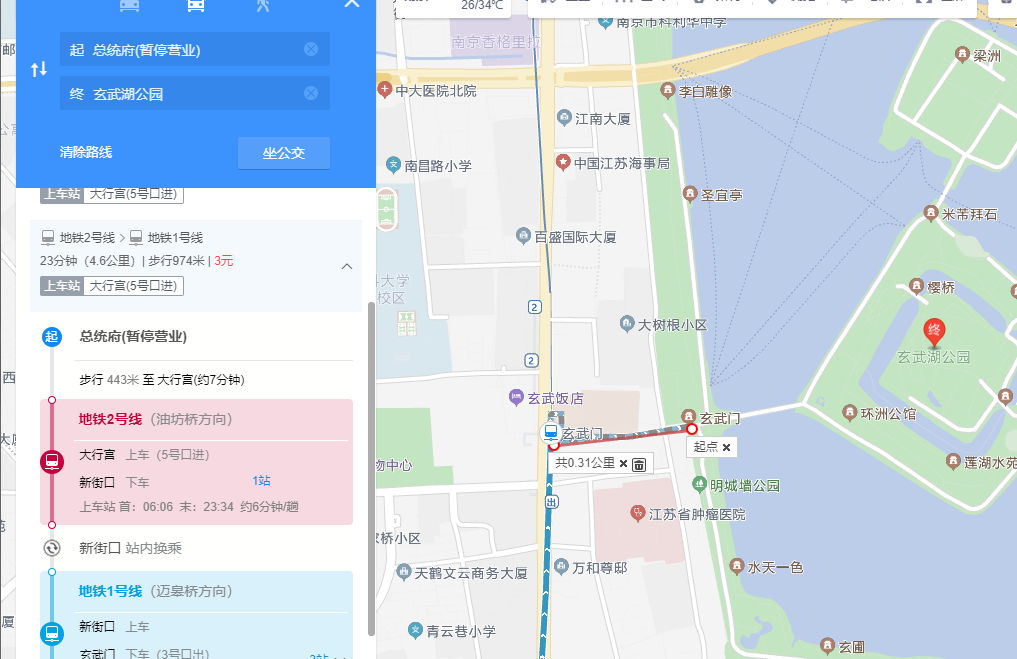 起 总统府(暂停营业)
终 玄武湖公园
清除路线
坐公交
上车站 大行宫(5号口进)
地铁2号线 > 地铁1号线
23分钟（4.6公里）| 步行974米 | 3元
上车站 大行宫(5号口进)
起 总统府(暂停营业)
步行 443米 至 大行宫(约7分钟)
地铁2号线（油坊桥方向）
大行宫 上车（5号口进）
新街口 下车 1站
上车站 首：06:06 末：23:34 约6分钟/趟
新街口 站内换乘
地铁1号线（迈皋桥方向）
新街口 上车
玄武门 下车（3号口出） 2站
26/34℃
南京市科利华中学
南京香格里拉
梁洲
中大医院北院
李白雕像
江南大厦
南昌路小学
中国江苏海事局
圣宜亭
米芾拜石
百盛国际大厦
大学
校区
樱桥
2
大树根小区
终
玄武湖公园
2
玄武饭店
玄武门
环洲公馆
玄武门
起点
共0.31公里
莲湖水苑
物中心
明城墙公园
出
江苏省肿瘤医院
家桥小区
天鹅文云商务大厦
万和尊邸
水天一色
青云巷小学
玄圃
邮
西
厦